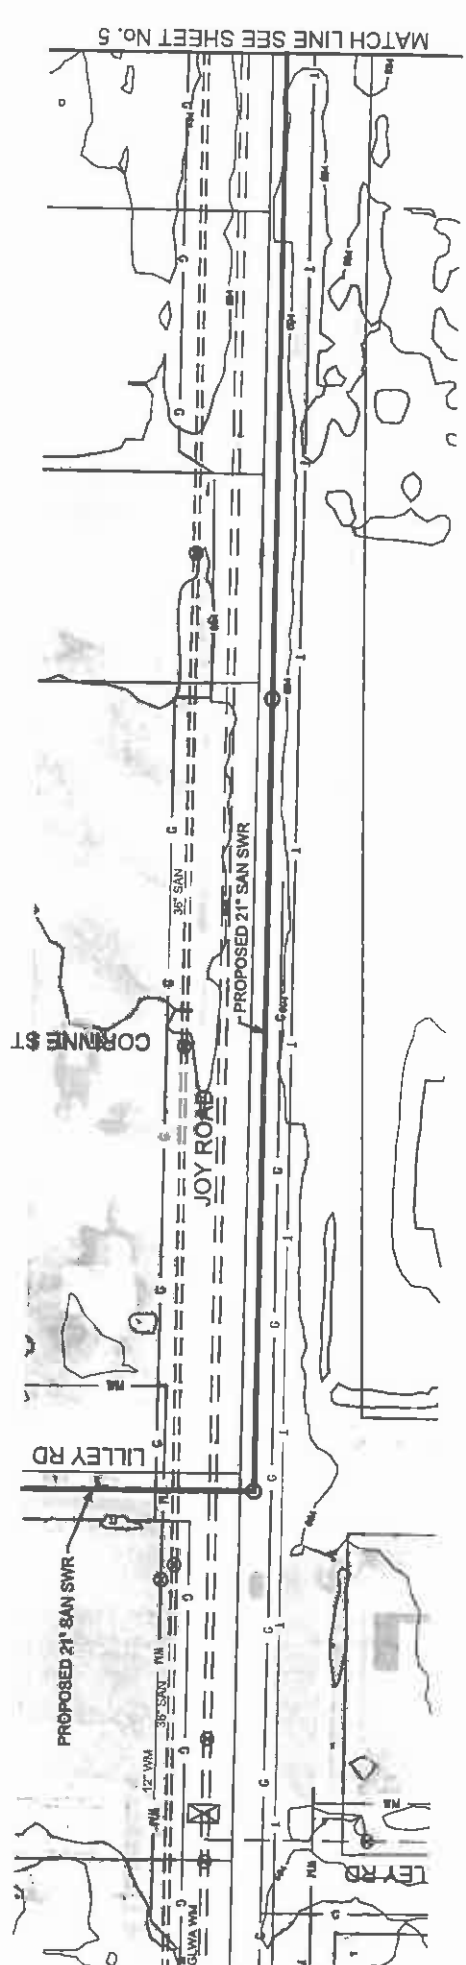 MATCH LINE SEE SHEET No. 5
36" SAN
PROPOSED 21" SAN SWR
CORINNE ST
JOY ROAD
LILLEY RD
PROPOSED 21" SAN SWR
36" SAN
12" WM
GLWA WM
LEY RD